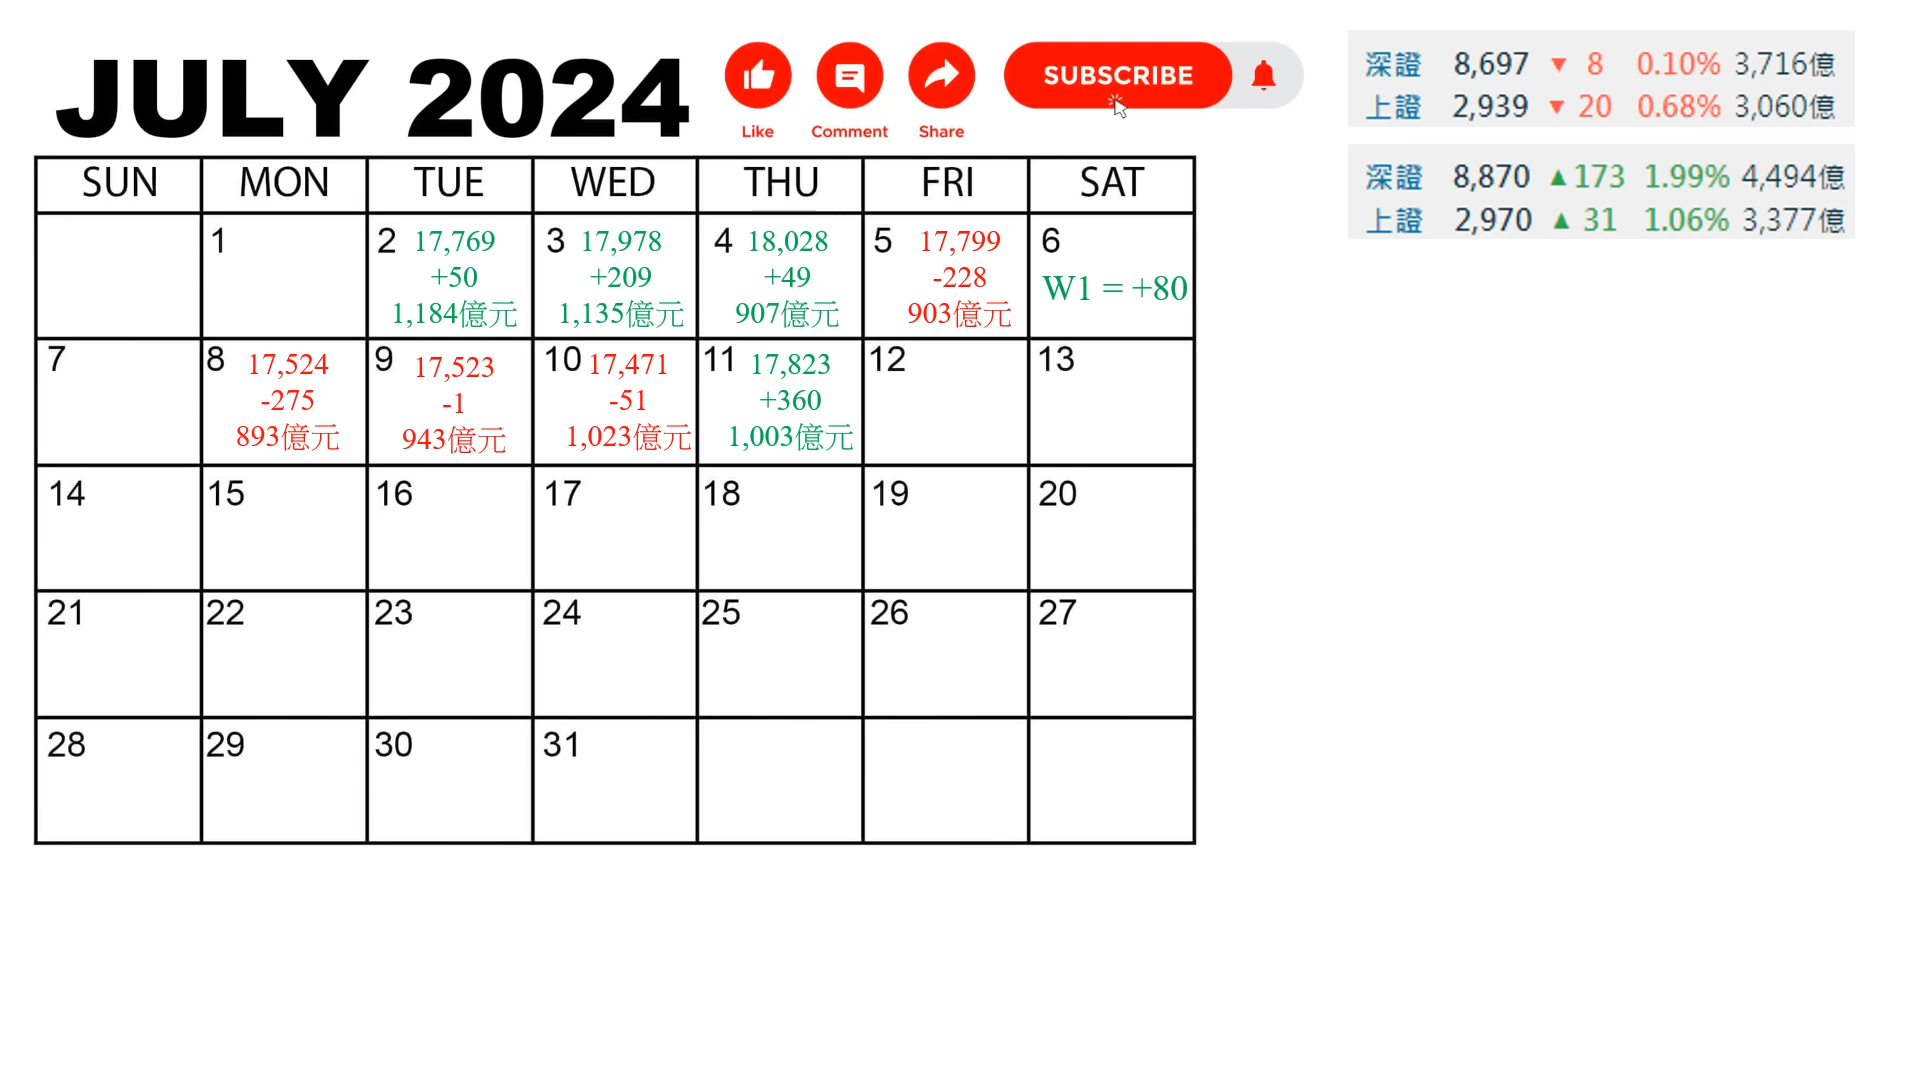 JULY 2024
Like
Comment
Share
SUBSCRIBE
深證 8,697 ▼ 8 0.10% 3,716億
上證 2,939 ▼ 20 0.68% 3,060億
深證 8,870 ▲ 173 1.99% 4,494億
上證 2,970 ▲ 31 1.06% 3,377億
SUN MON TUE WED THU FRI SAT
1
2 17,769
+50
1,184億元
3 17,978
+209
1,135億元
4 18,028
+49
907億元
5 17,799
-228
903億元
6
W1 = +80
7
8 17,524
-275
893億元
9 17,523
-1
943億元
10 17,471
-51
1,023億元
11 17,823
+360
1,003億元
12
13
14 15 16 17 18 19 20
21 22 23 24 25 26 27
28 29 30 31